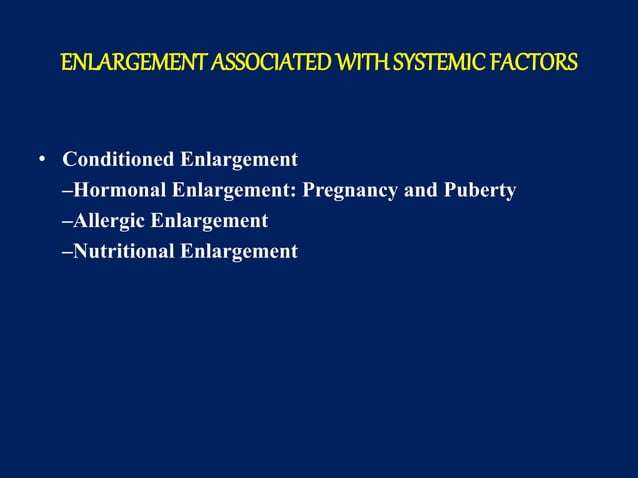 ENLARGEMENT ASSOCIATED WITH SYSTEMIC FACTORS
• Conditioned Enlargement
–Hormonal Enlargement: Pregnancy and Puberty
–Allergic Enlargement
–Nutritional Enlargement